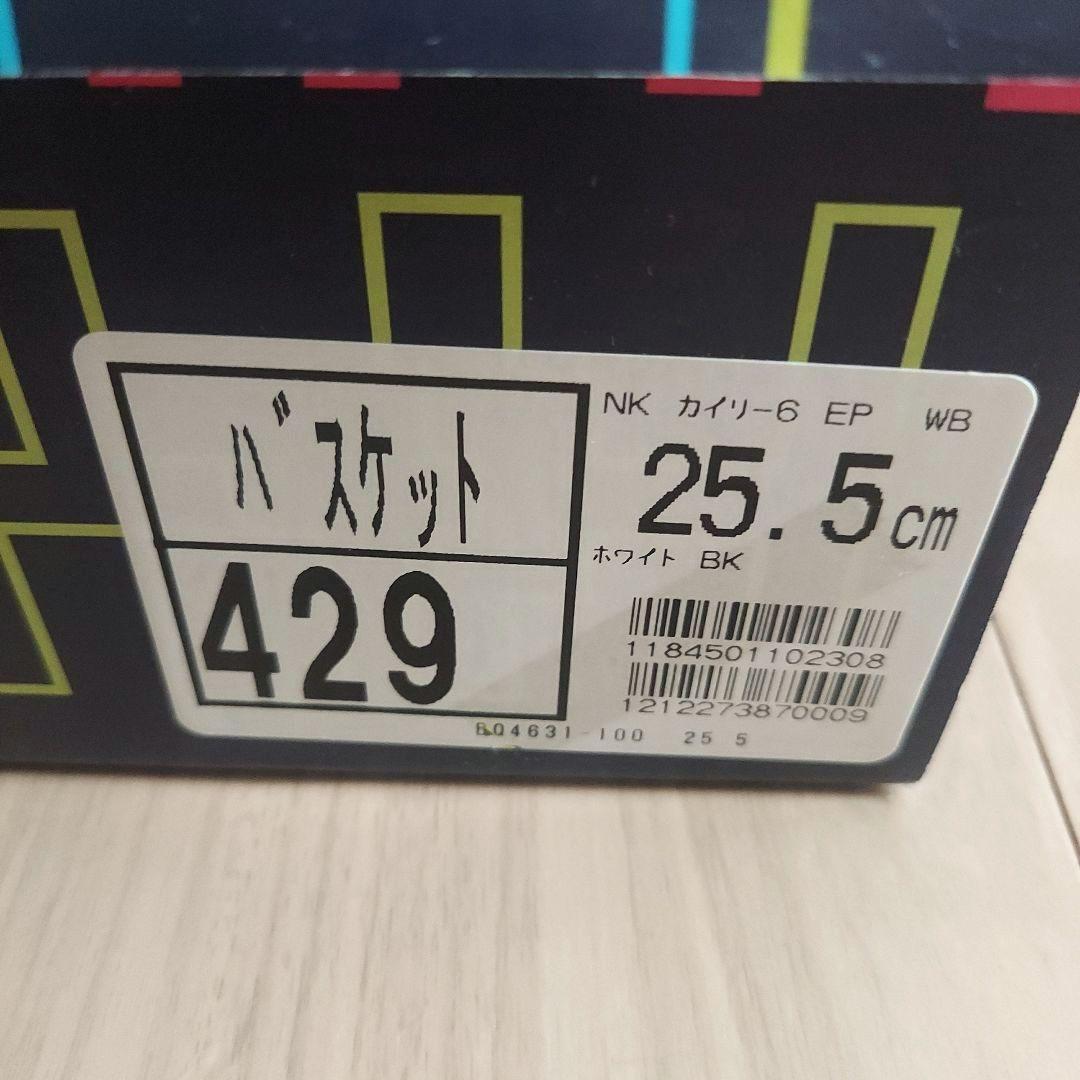 バスケット
429
NK カイリー6 EP WB
25.5cm
ホワイト BK
1184501102308
1212273870009
BQ4631-100 25 5